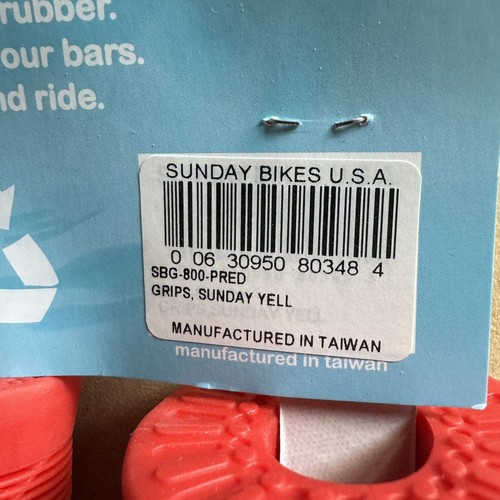 rubber.
our bars.
nd ride.
SUNDAY BIKES U.S.A.
0 06 30950 80348 4
SBG-800-PRED
GRIPS, SUNDAY YELL
MANUFACTURED IN TAIWAN
manufactured in taiwan